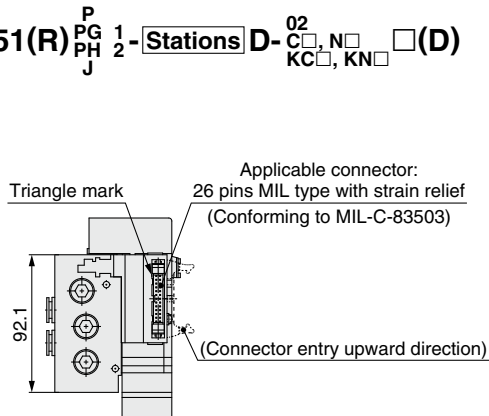 P
51(R) PG 1 - Stations D- 02
PH 2 C□, N□ □(D)
J KC□, KN□
Applicable connector:
Triangle mark 26 pins MIL type with strain relief
(Conforming to MIL-C-83503)
92.1
(Connector entry upward direction)